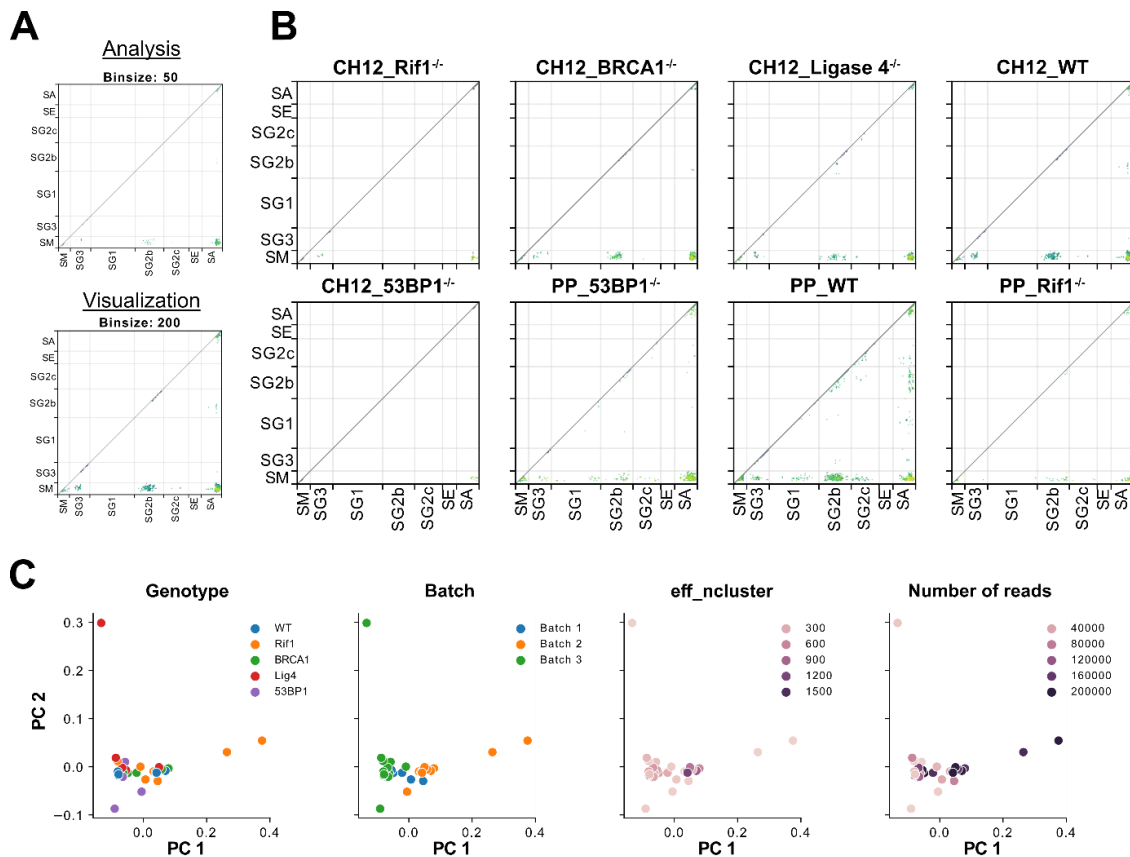 A
Analysis
Binsize: 50
SA
SE
SG2c
SG2b
SG1
SG3
SM
SM SG3 SG1 SG2b SG2c SE SA
Visualization
Binsize: 200
SA
SE
SG2c
SG2b
SG1
SG3
SM
SM SG3 SG1 SG2b SG2c SE SA
B
CH12_Rif1-/- CH12_BRCA1-/- CH12_Ligase 4-/- CH12_WT
SA
SE
SG2c
SG2b
SG1
SG3
SM
CH12_53BP1-/- PP_53BP1-/- PP_WT PP_Rif1-/-
SA
SE
SG2c
SG2b
SG1
SG3
SM
SM SG3 SG1 SG2b SG2c SE SA SM SG3 SG1 SG2b SG2c SE SA SM SG3 SG1 SG2b SG2c SE SA SM SG3 SG1 SG2b SG2c SE SA
C
Genotype
PC 2
0.3
0.2
0.1
0.0
−0.1
WT
Rif1
BRCA1
Lig4
53BP1
0.0 0.2 0.4
PC 1
Batch
Batch 1
Batch 2
Batch 3
0.0 0.2 0.4
PC 1
eff_ncluster
300
600
900
1200
1500
0.0 0.2 0.4
PC 1
Number of reads
40000
80000
120000
160000
200000
0.0 0.2 0.4
PC 1